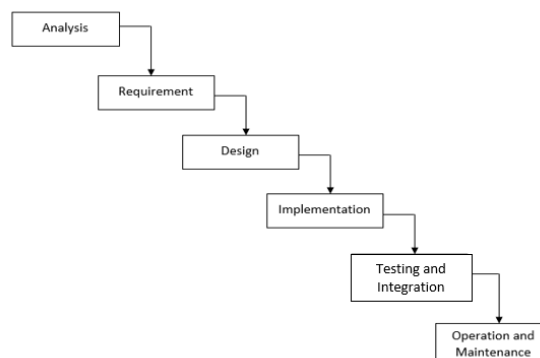 Analysis
Requirement
Design
Implementation
Testing and
Integration
Operation and
Maintenance